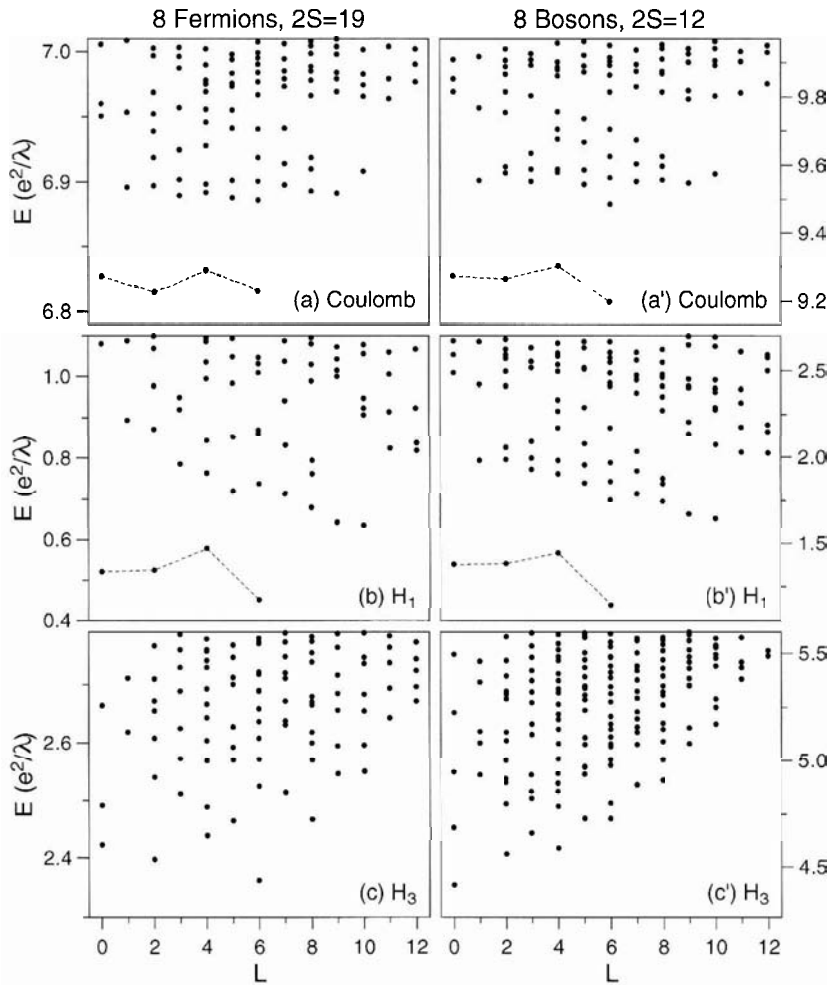 8 Fermions, 2S=19
8 Bosons, 2S=12
7.0
6.9
6.8
E (e²/λ)
(a) Coulomb
9.8
9.6
9.4
9.2
(a') Coulomb
1.0
0.8
0.6
0.4
E (e²/λ)
(b) H₁
2.5
2.0
1.5
(b') H₁
2.6
2.4
E (e²/λ)
(c) H₃
5.5
5.0
4.5
(c') H₃
0 2 4 6 8 10 12
L
0 2 4 6 8 10 12
L